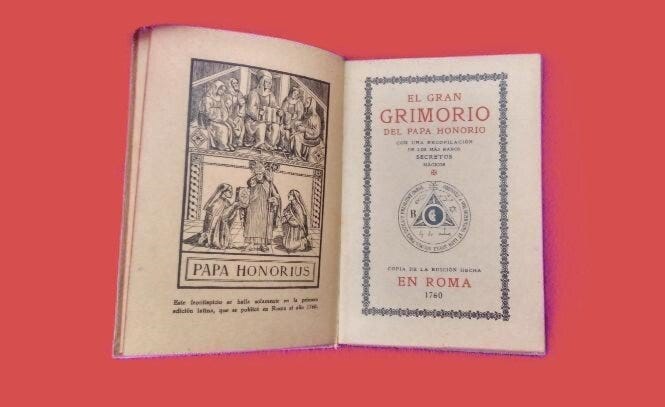 PAPA HONORIUS
Este frontispicio se halla solamente en la primera
edición latina, que se publicó en Roma el año 1760.
EL GRAN
GRIMORIO
DEL PAPA HONORIO
CON UNA RECOPILACIÓN
DE LOS MÁS RAROS
SECRETOS
MÁGICOS
COPIA DE LA EDICIÓN HECHA
EN ROMA
1760